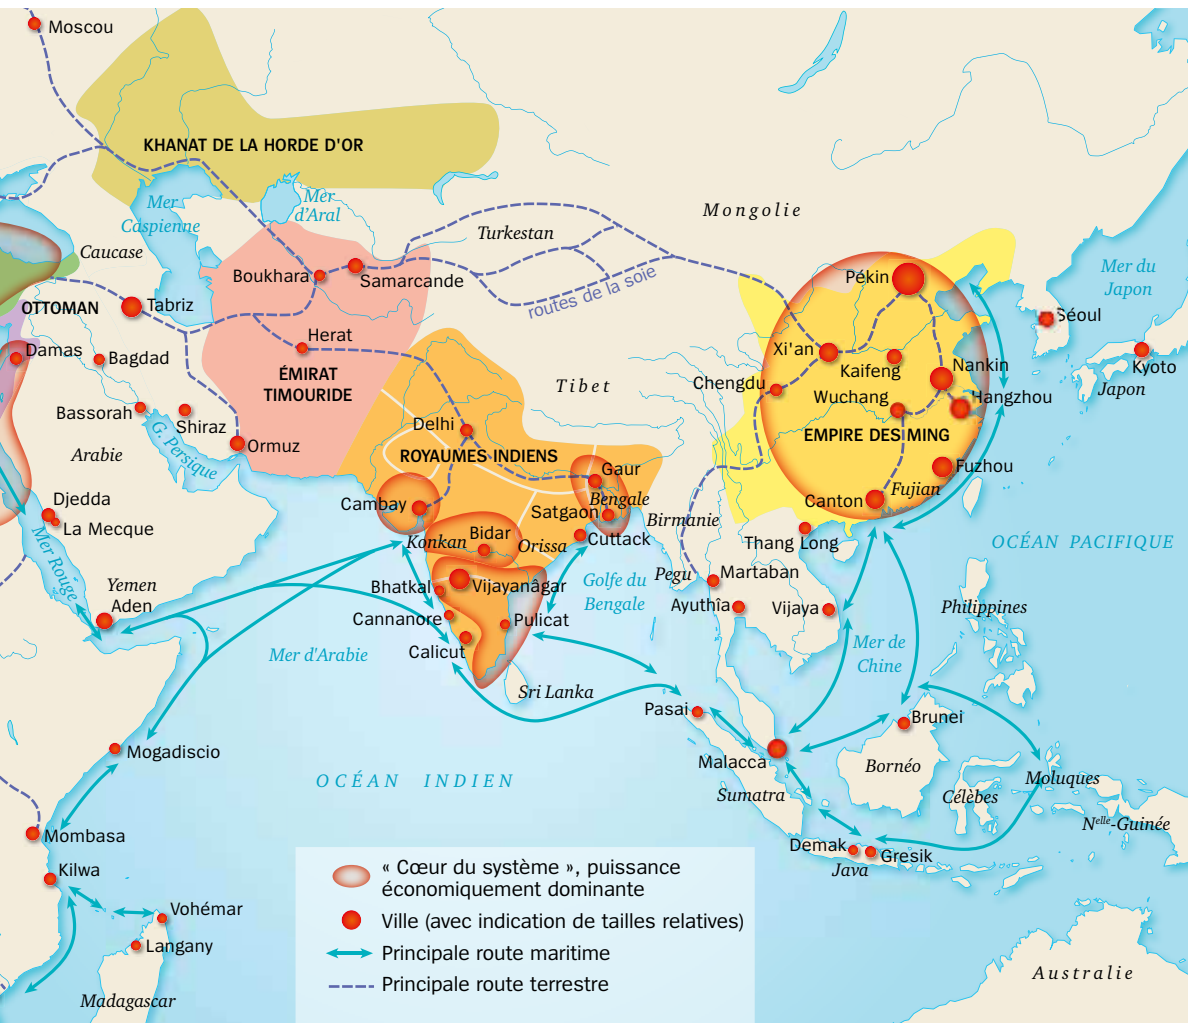 Moscou
KHANAT DE LA HORDE D'OR
Mer
Caspienne
Mer
d'Aral
Mongolie
Turkestan
Caucase
Boukhara
Samarcande
routes de la soie
Pékin
Mer du
Japon
OTTOMAN
Tabriz
Séoul
Herat
Damas
Bagdad
ÉMIRAT
TIMOURIDE
Tibet
Xi'an
Kaifeng
Nankin
Kyoto
Japon
Chengdu
Wuchang
Hangzhou
Bassorah
Shiraz
G. Persique
Ormuz
Arabie
Delhi
ROYAUMES INDIENS
EMPIRE DES MING
Gaur
Bengale
Fuzhou
Fujian
Canton
Djedda
La Mecque
Mer Rouge
Cambay
Satgaon
Birmanie
Konkan
Bidar
Orissa
Cuttack
Thang Long
OCÉAN PACIFIQUE
Yemen
Aden
Bhatkal
Vijayanâgar
Golfe du
Bengale
Pegu
Martaban
Ayuthîa
Vijaya
Philippines
Cannanore
Pulicat
Calicut
Mer d'Arabie
Mer de
Chine
Sri Lanka
Pasai
Brunei
Mogadiscio
Malacca
Bornéo
Moluques
OCÉAN INDIEN
Sumatra
Célèbes
Nelle-Guinée
Mombasa
Demak
Gresik
Java
Kilwa
Vohémar
Langany
Madagascar
Australie
« Cœur du système », puissance
économiquement dominante
Ville (avec indication de tailles relatives)
Principale route maritime
Principale route terrestre